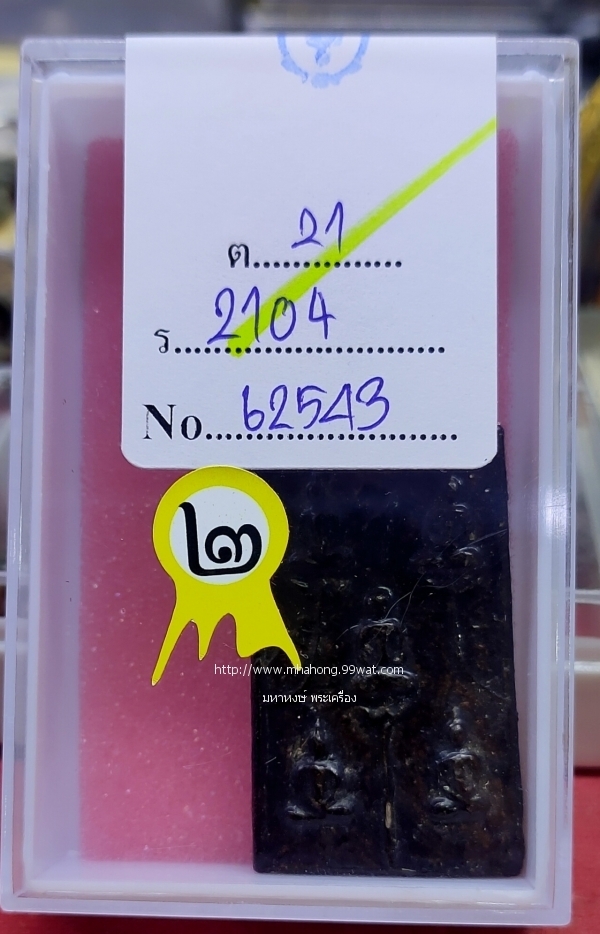 ต.............. 21
ร........................ 2104
No...................... 62543
๒
http://www.mhahong.99wat.com
มหาหงษ์ พระเครื่อง